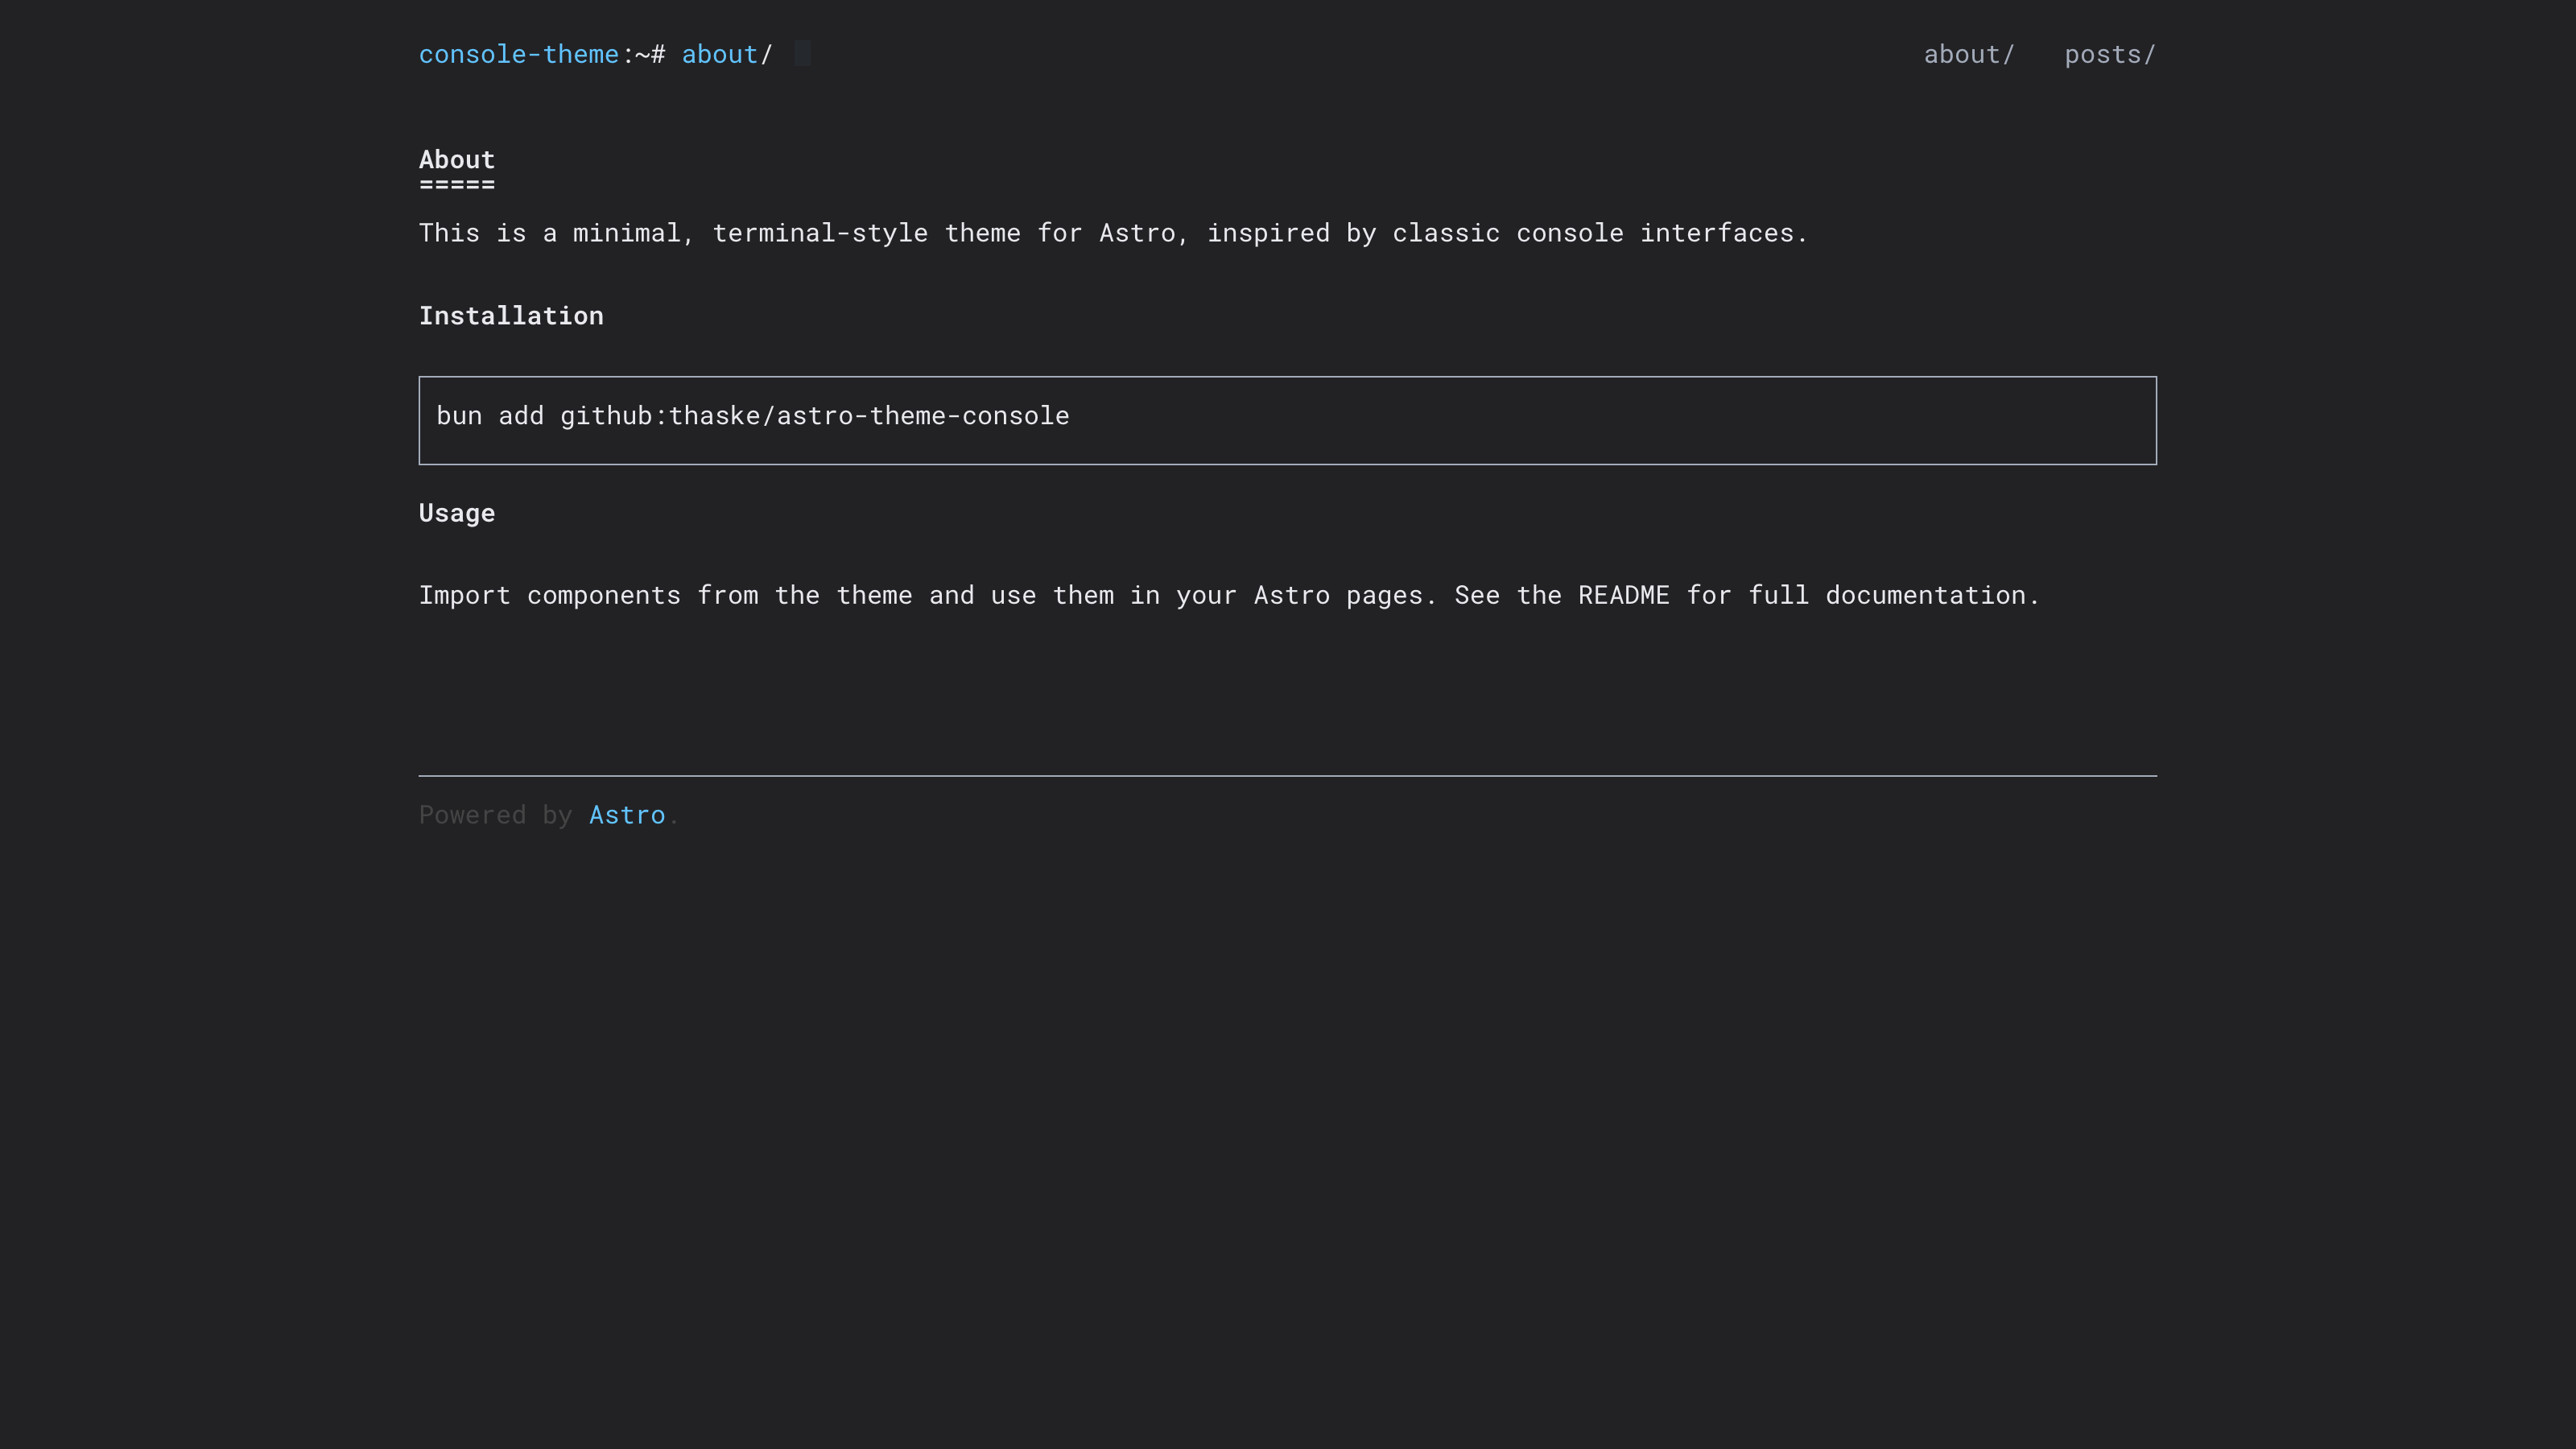 console-theme:~# about/
about/ posts/
About
=====
This is a minimal, terminal-style theme for Astro, inspired by classic console interfaces.
Installation
bun add github:thaske/astro-theme-console
Usage
Import components from the theme and use them in your Astro pages. See the README for full documentation.
Powered by Astro.